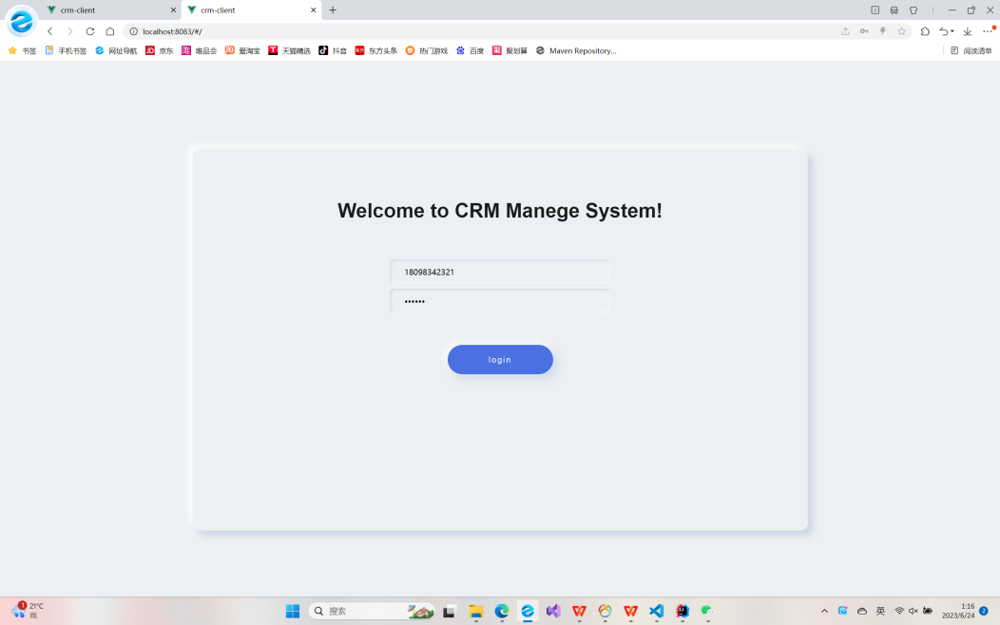 crm-client
crm-client
localhost:8083/#/
书签 手机书签 网址导航 京东 唯品会 爱淘宝 天猫精选 抖音 东方头条 热门游戏 百度 聚划算 Maven Repository... 阅读清单
Welcome to CRM Manege System!
18098342321
••••••
login
21°C
雨
搜索
英
1:16
2023/6/24